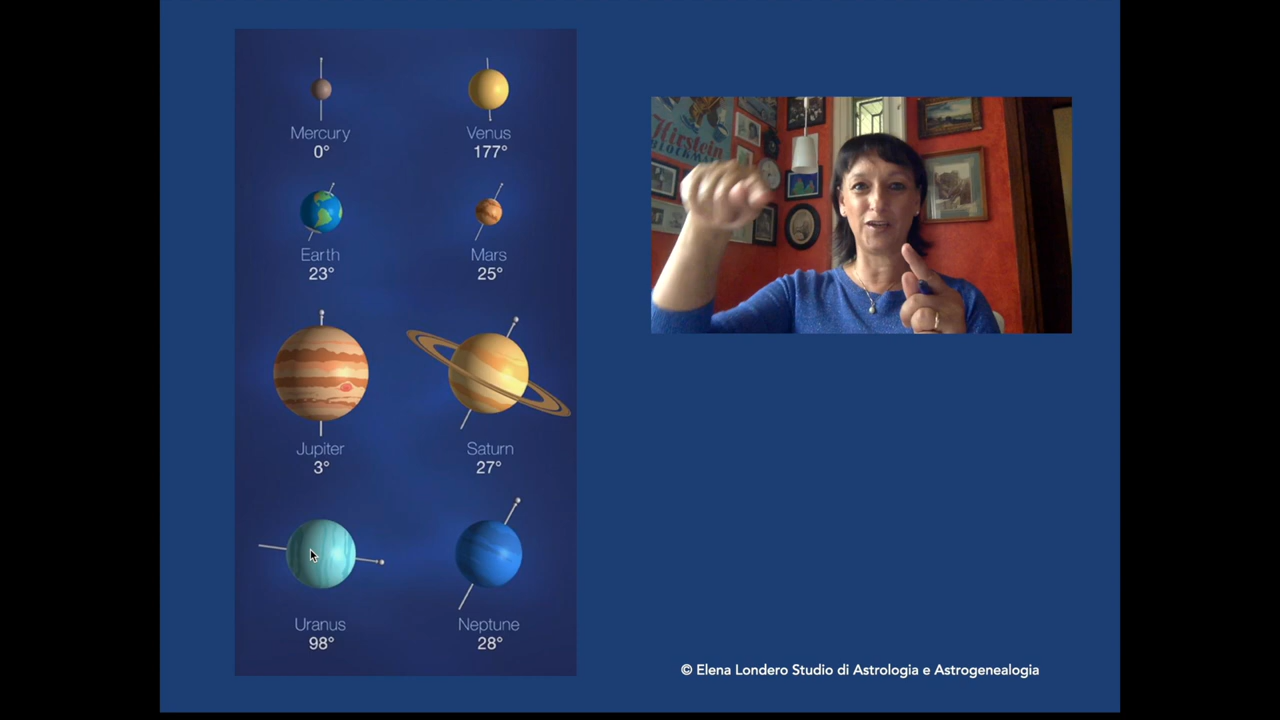 Mercury
0°
Venus
177°
Earth
23°
Mars
25°
Jupiter
3°
Saturn
27°
Uranus
98°
Neptune
28°
Kirstein
© Elena Londero Studio di Astrologia e Astrogenealogia